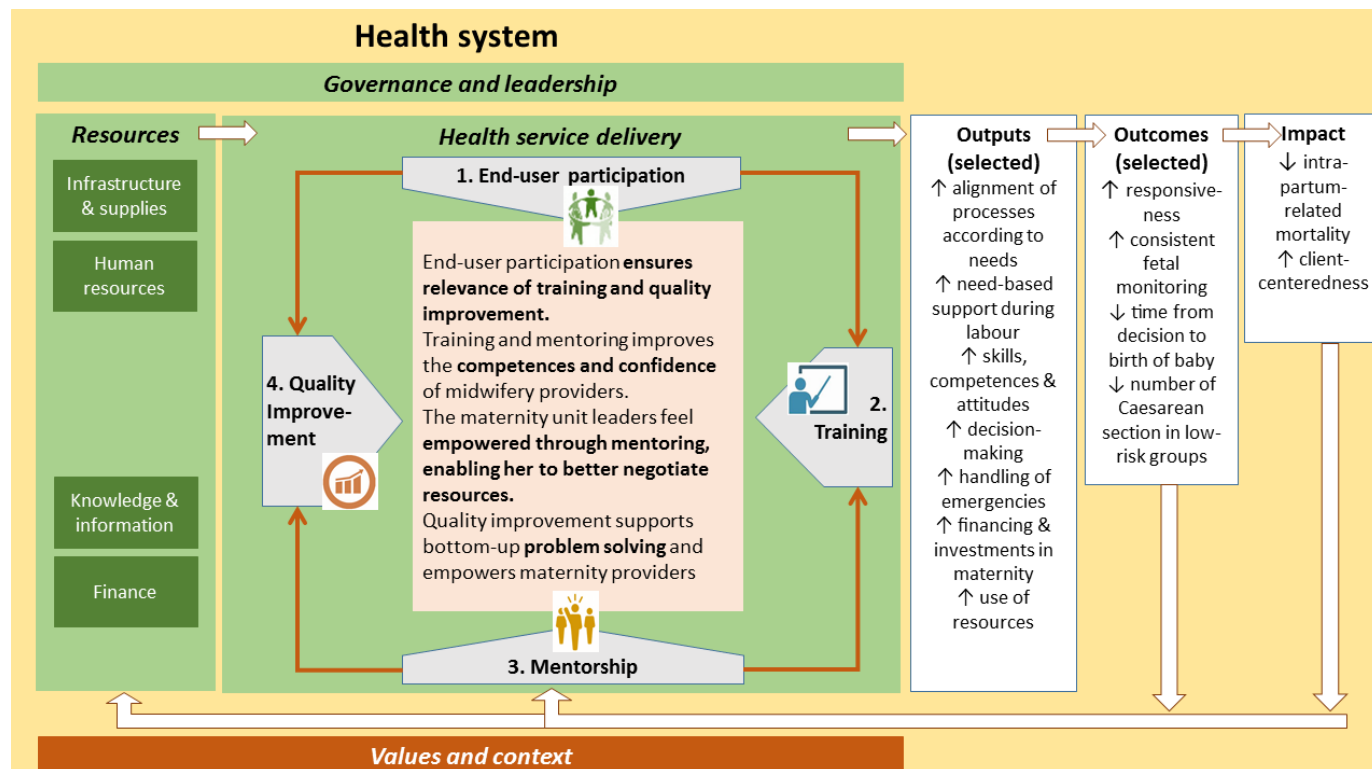 Health system
Governance and leadership
Resources
Infrastructure
& supplies
Human
resources
Knowledge &
information
Finance
Health service delivery
1. End-user participation
End-user participation ensures
relevance of training and quality
improvement.
Training and mentoring improves
the competences and confidence
of midwifery providers.
The maternity unit leaders feel
empowered through mentoring,
enabling her to better negotiate
resources.
Quality improvement supports
bottom-up problem solving and
empowers maternity providers
4. Quality
Improve-
ment
2.
Training
3. Mentorship
Outputs
(selected)
↑ alignment of
processes
according to
needs
↑ need-based
support during
labour
↑ skills,
competences &
attitudes
↑ decision-
making
↑ handling of
emergencies
↑ financing &
investments in
maternity
↑ use of
resources
Outcomes
(selected)
↑ responsive-
ness
↑ consistent
fetal
monitoring
↓ time from
decision to
birth of baby
↓ number of
Caesarean
section in low-
risk groups
Impact
↓ intra-
partum-
related
mortality
↑ client-
centeredness
Values and context